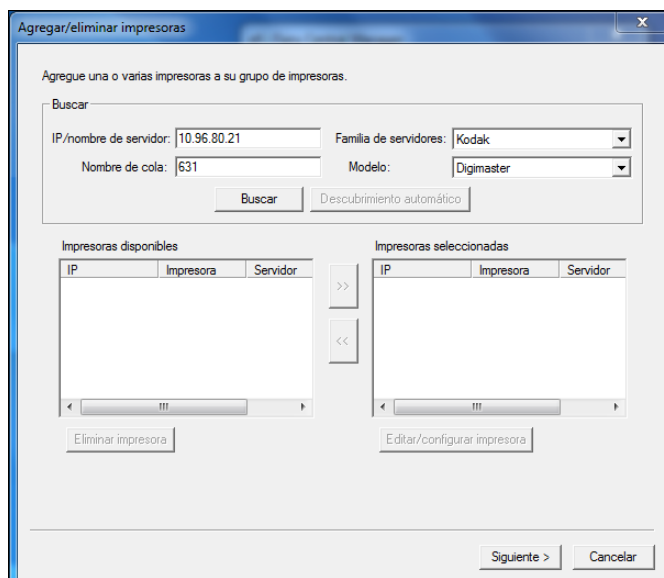 Agregar/eliminar impresoras
Agregue una o varias impresoras a su grupo de impresoras.
Buscar
IP/nombre de servidor: 10.96.80.21 Familia de servidores: Kodak
Nombre de cola: 631 Modelo: Digimaster
Buscar Descubrimiento automático
Impresoras disponibles Impresoras seleccionadas
IP Impresora Servidor IP Impresora Servidor
>>
<<
Eliminar impresora Editar/configurar impresora
Siguiente > Cancelar